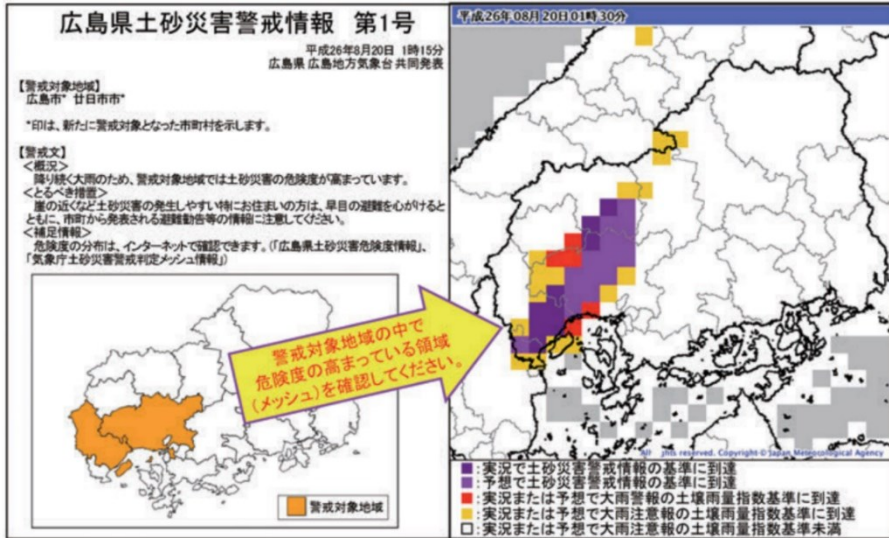 広島県土砂災害警戒情報 第1号
平成26年8月20日 1時15分
広島県 広島地方気象台 共同発表
【警戒対象地域】
広島市* 廿日市市*
*印は、新たに警戒対象となった市町村を示します。
【警戒文】
<概況>
降り続く大雨のため、警戒対象地域では土砂災害の危険度が高まっています。
<とるべき措置>
崖の近くなど土砂災害の発生しやすい特にお住まいの方は、早目の避難を心がけると
ともに、市町から発表される避難勧告等の情報に注意してください。
<補足情報>
危険度の分布は、インターネットで確認できます。(「広島県土砂災害危険度情報」、
「気象庁土砂災害警戒判定メッシュ情報」)
警戒対象地域
警戒対象地域の中で
危険度の高まっている領域
(メッシュ)を確認してください。
平成26年08月20日01時30分
All ghts reserved. Copyright © Japan Meteorological Agency
:実況で土砂災害警戒情報の基準に到達
:予想で土砂災害警戒情報の基準に到達
:実況または予想で大雨警報の土壌雨量指数基準に到達
:実況または予想で大雨注意報の土壌雨量指数基準に到達
:実況または予想で大雨注意報の土壌雨量指数基準未満